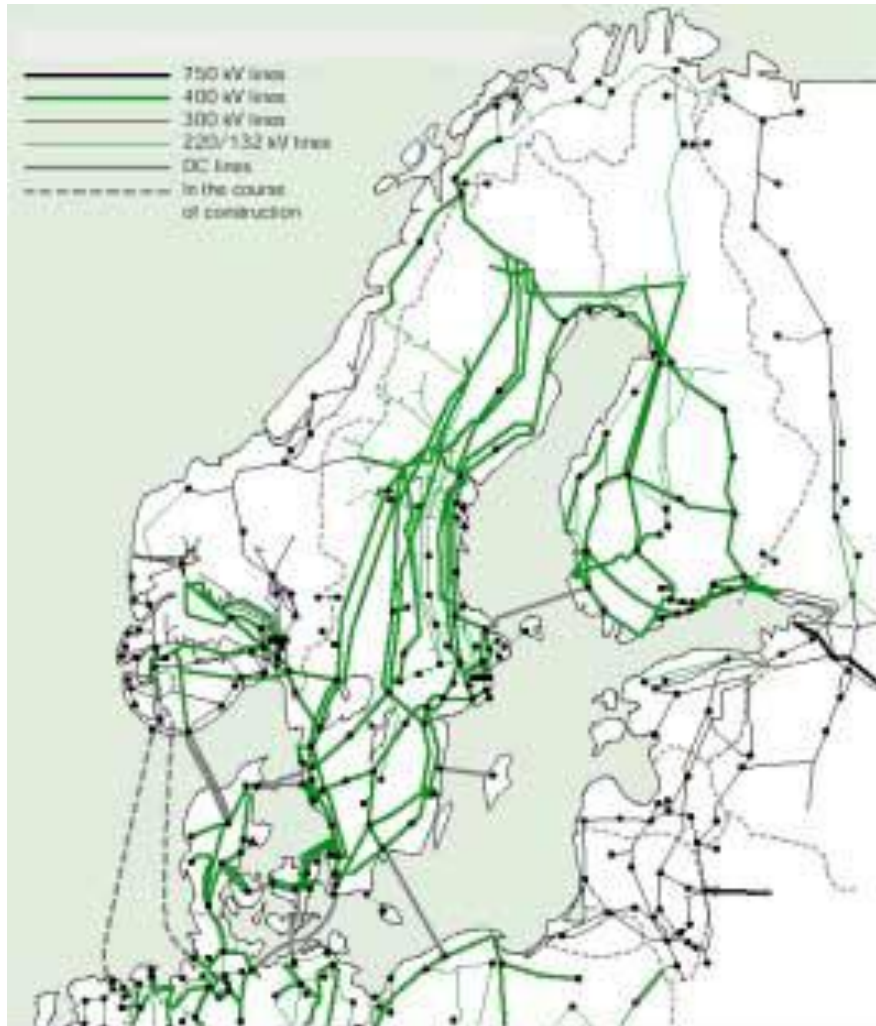 750 kV lines
400 kV lines
300 kV lines
220/132 kV lines
DC lines
In the course
of construction